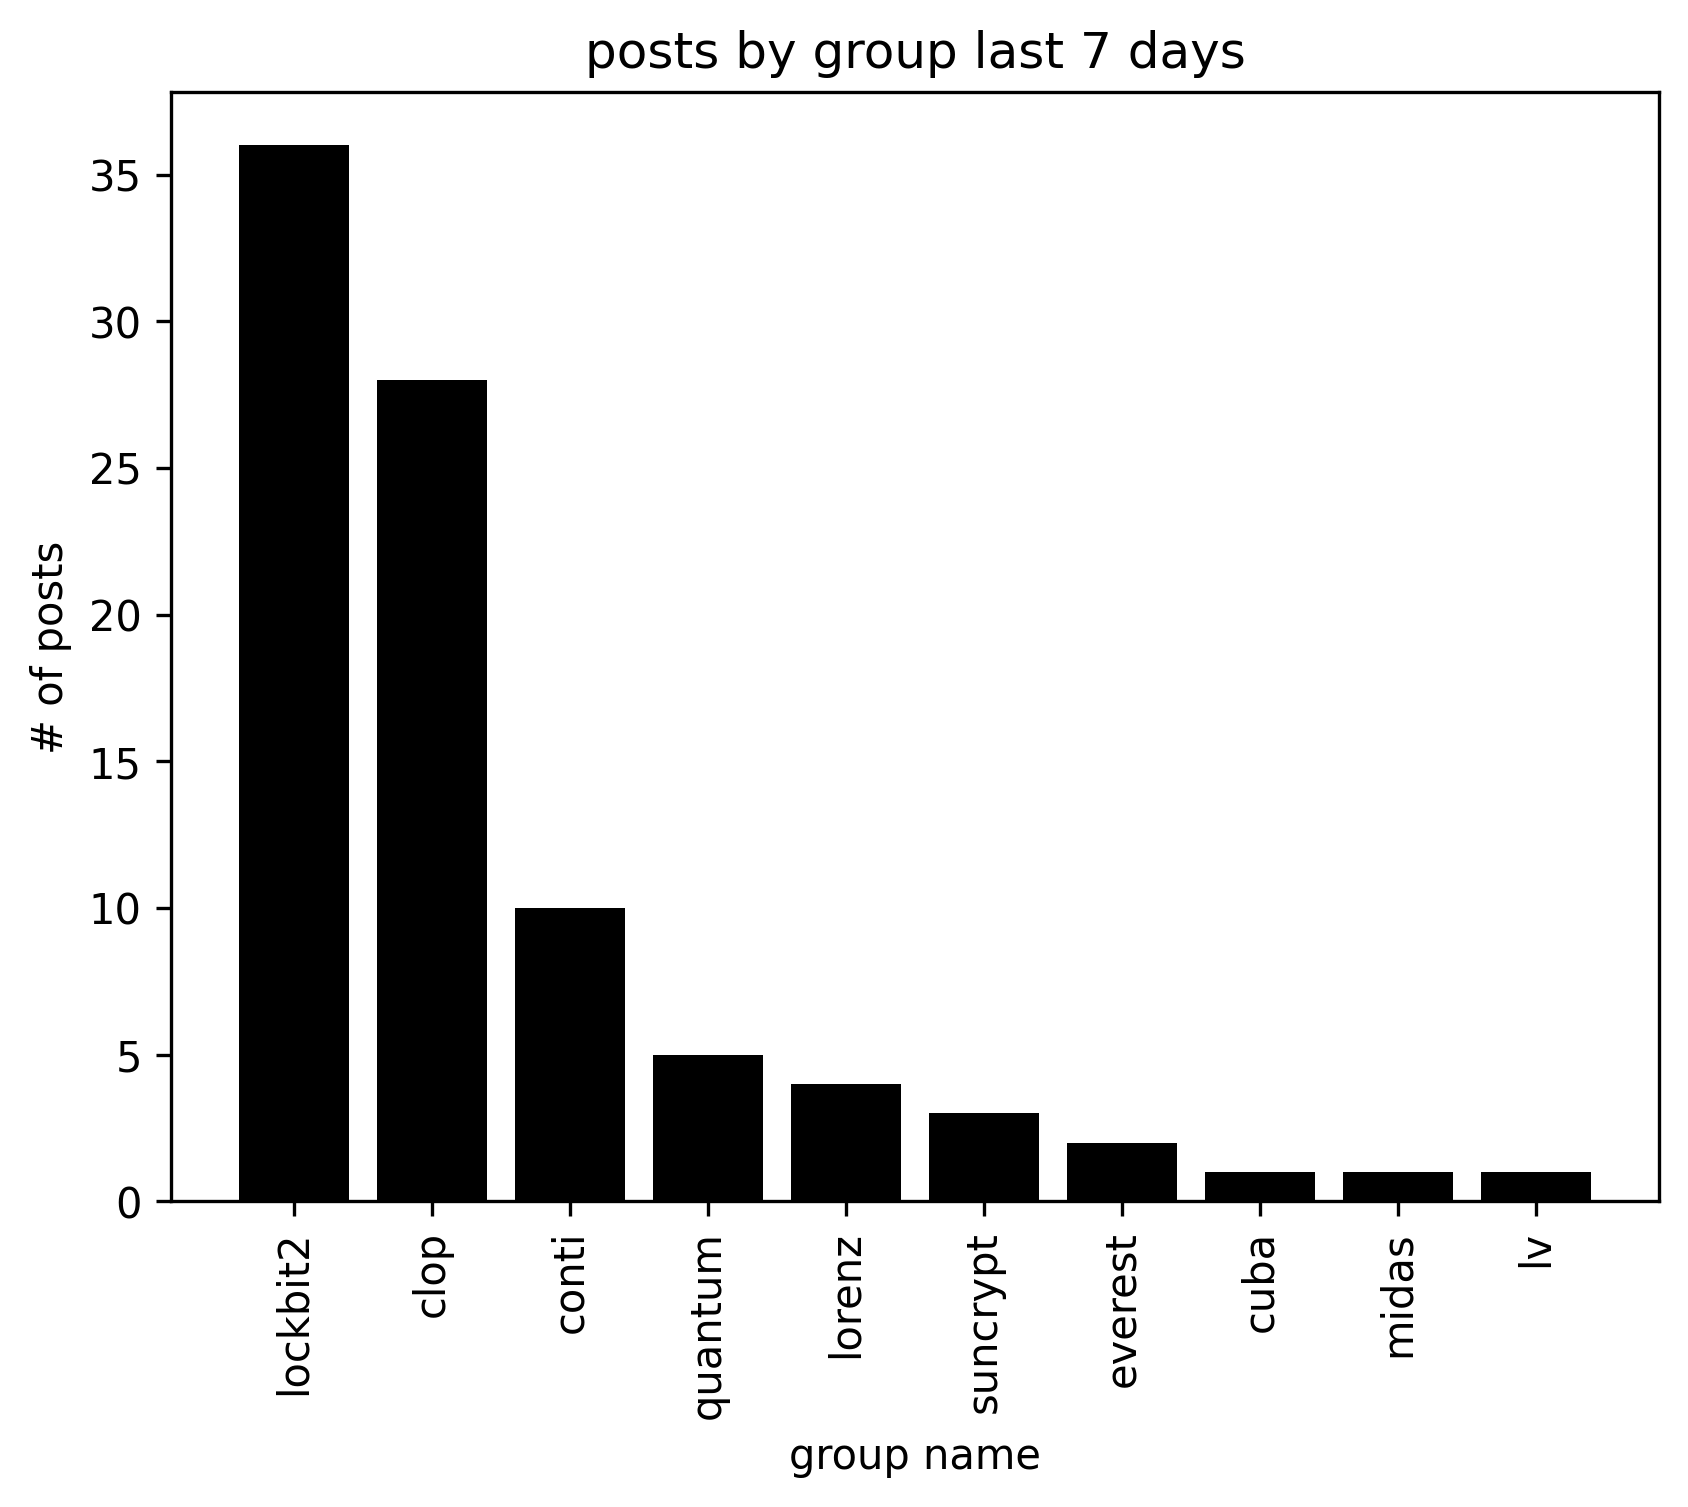 posts by group last 7 days
# of posts
35
30
25
20
15
10
5
0
lockbit2
clop
conti
quantum
lorenz
suncrypt
everest
cuba
midas
lv
group name